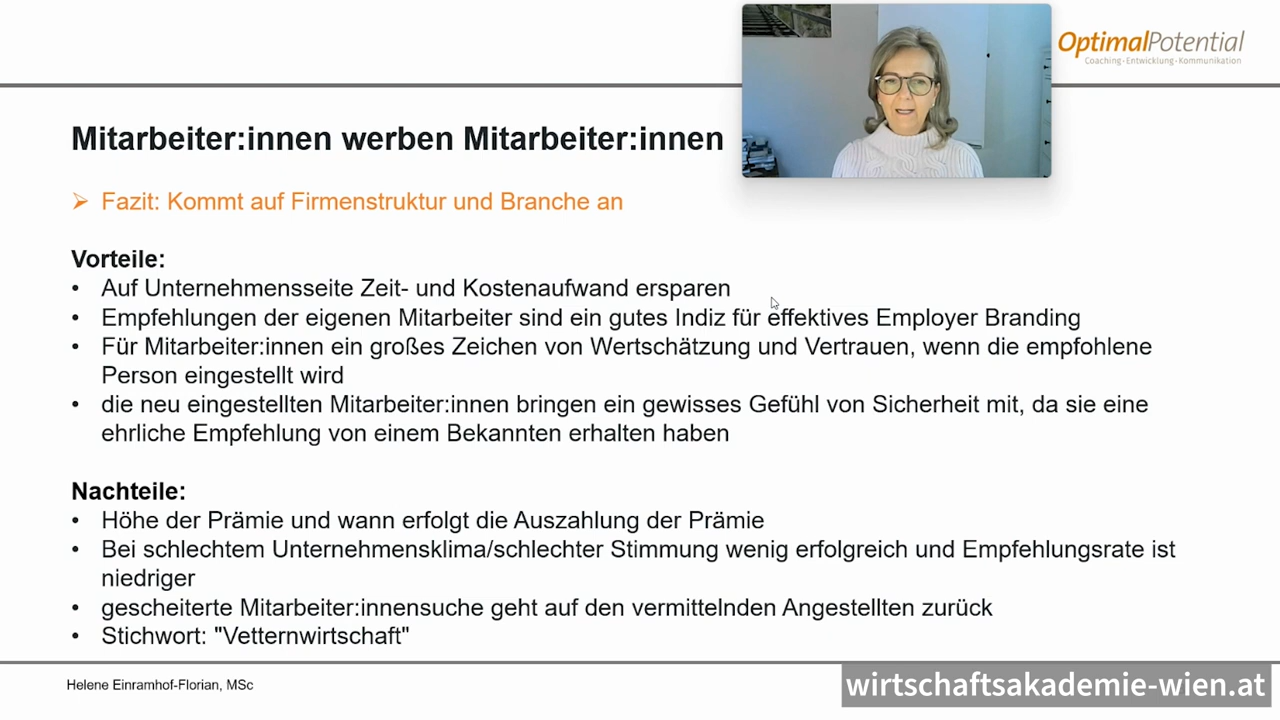 OptimalPotential
Coaching-Entwicklung-Kommunikation
Mitarbeiter:innen werben Mitarbeiter:innen
➢ Fazit: Kommt auf Firmenstruktur und Branche an
Vorteile:
• Auf Unternehmensseite Zeit- und Kostenaufwand ersparen
• Empfehlungen der eigenen Mitarbeiter sind ein gutes Indiz für effektives Employer Branding
• Für Mitarbeiter:innen ein großes Zeichen von Wertschätzung und Vertrauen, wenn die empfohlene
Person eingestellt wird
• die neu eingestellten Mitarbeiter:innen bringen ein gewisses Gefühl von Sicherheit mit, da sie eine
ehrliche Empfehlung von einem Bekannten erhalten haben
Nachteile:
• Höhe der Prämie und wann erfolgt die Auszahlung der Prämie
• Bei schlechtem Unternehmensklima/schlechter Stimmung wenig erfolgreich und Empfehlungsrate ist
niedriger
• gescheiterte Mitarbeiter:innensuche geht auf den vermittelnden Angestellten zurück
• Stichwort: "Vetternwirtschaft"
Helene Einramhof-Florian, MSc
wirtschaftsakademie-wien.at